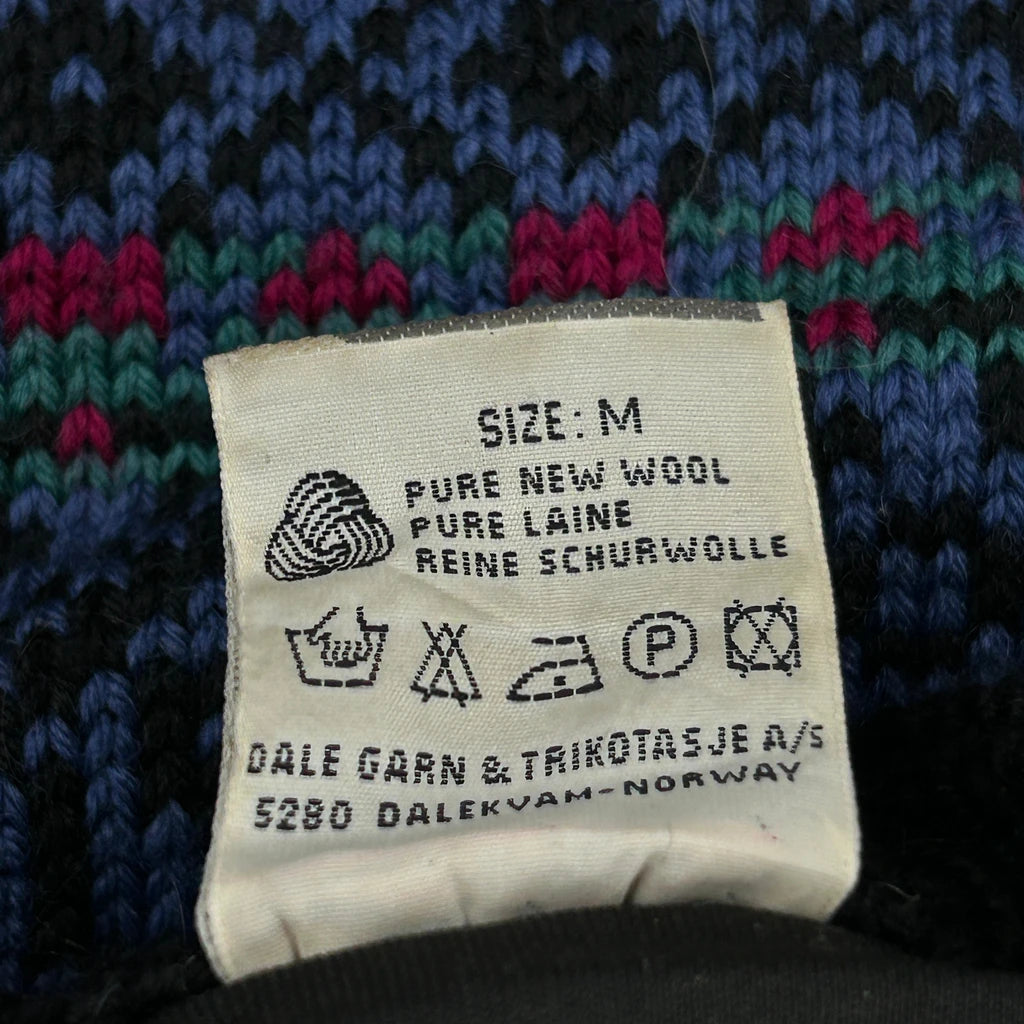 SIZE: M
PURE NEW WOOL
PURE LAINE
REINE SCHURWOLLE
P
DALE GARN & TRIKOTASJE A/S
5280 DALEKVAM-NORWAY